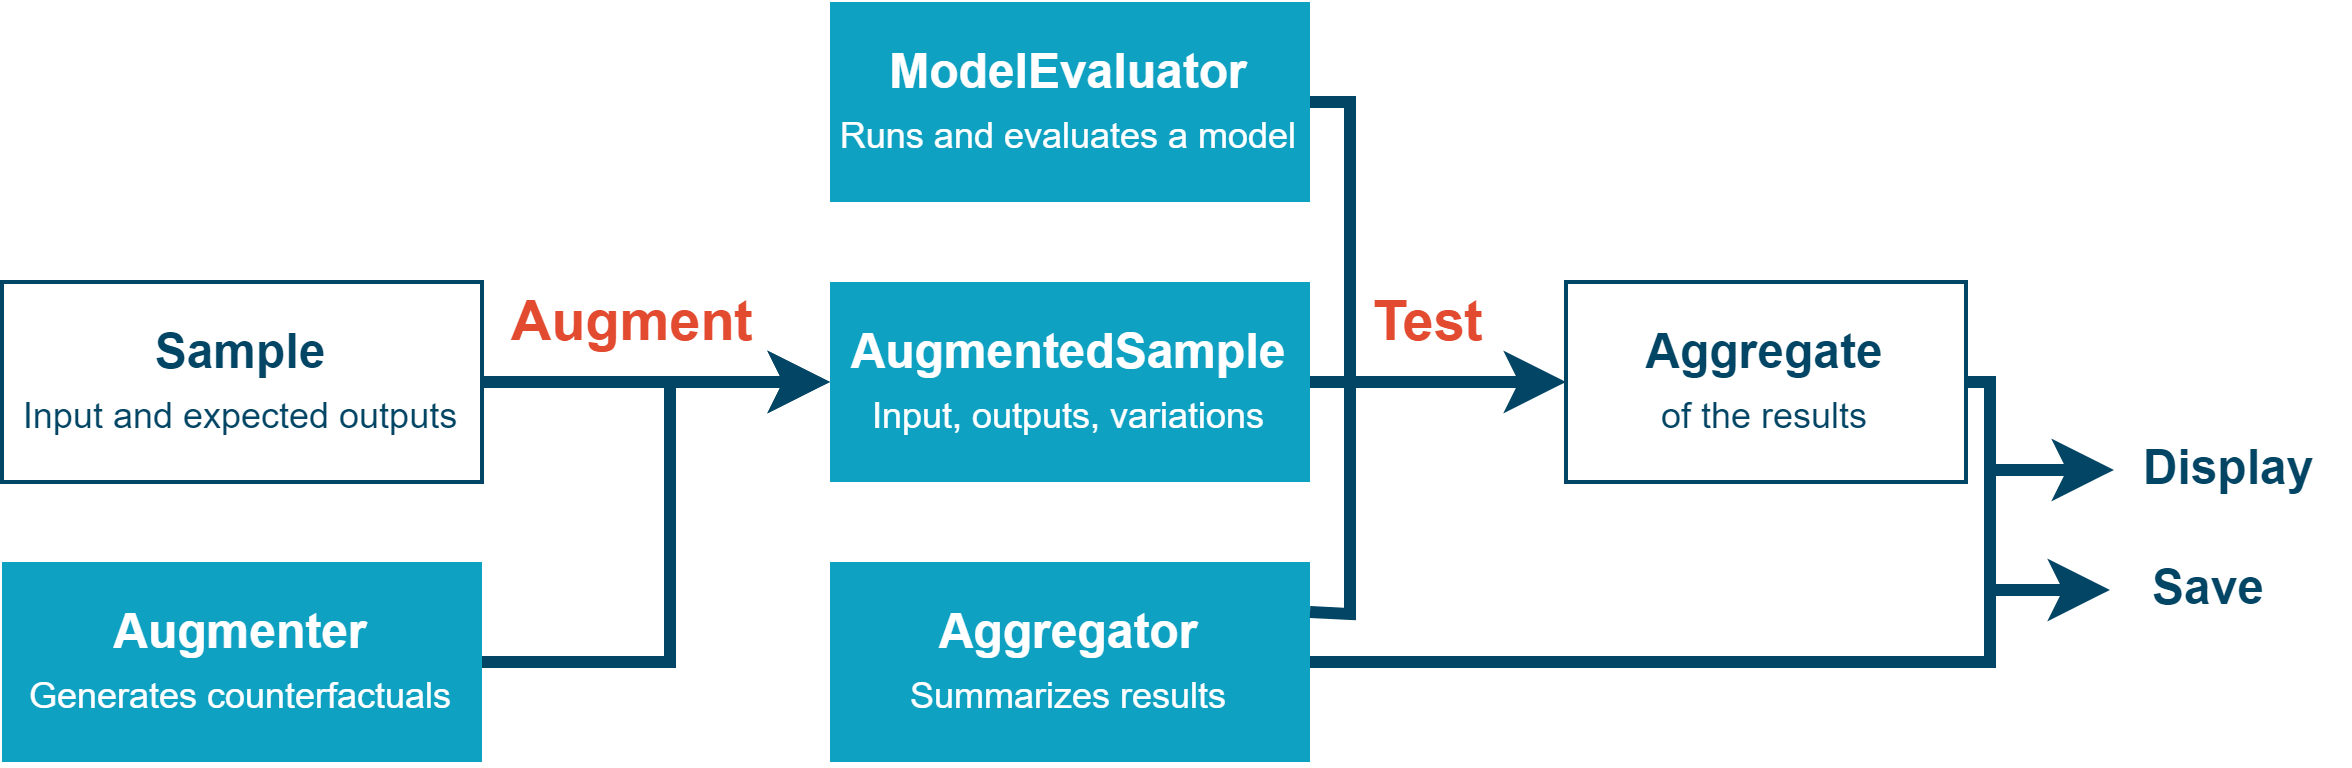 ModelEvaluator
Runs and evaluates a model
Sample
Input and expected outputs
Augment
AugmentedSample
Input, outputs, variations
Test
Aggregate
of the results
Display
Save
Augmenter
Generates counterfactuals
Aggregator
Summarizes results